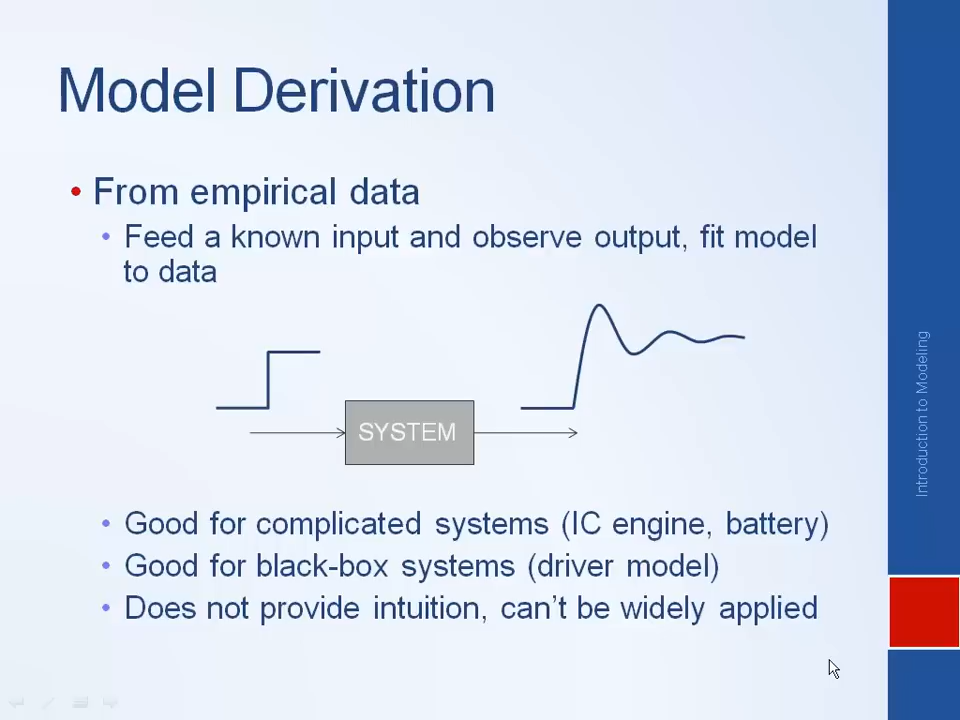 Model Derivation
• From empirical data
• Feed a known input and observe output, fit model
to data
SYSTEM
• Good for complicated systems (IC engine, battery)
• Good for black-box systems (driver model)
• Does not provide intuition, can't be widely applied
Introduction to Modeling